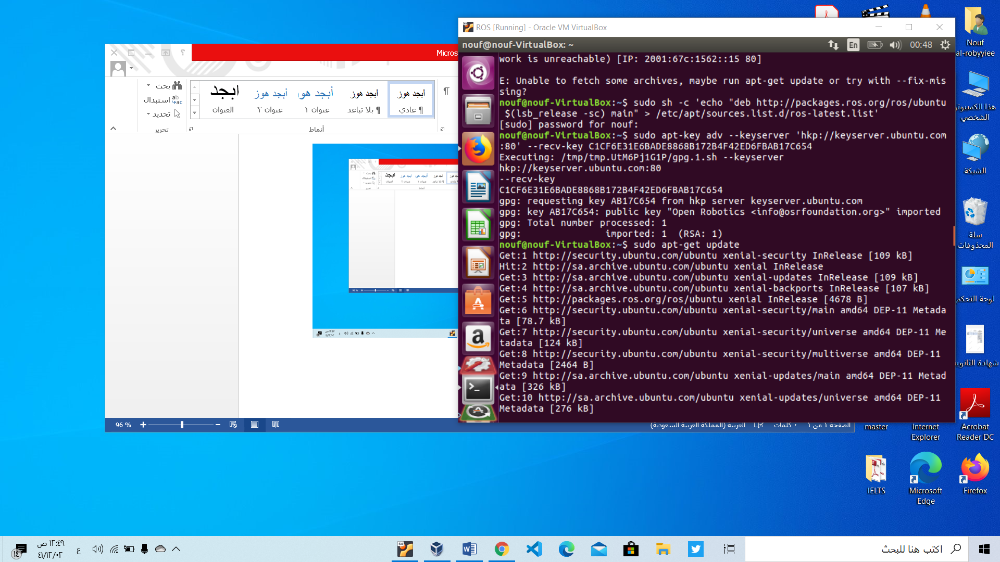 ROS [Running] - Oracle VM VirtualBox
nouf@nouf-VirtualBox: ~
En
00:48
work is unreachable) [IP: 2001:67c:1562::15 80]
E: Unable to fetch some archives, maybe run apt-get update or try with --fix-mis
sing?
nouf@nouf-VirtualBox:~$ sudo sh -c 'echo "deb http://packages.ros.org/ros/ubuntu
$(lsb_release -sc) main" > /etc/apt/sources.list.d/ros-latest.list'
[sudo] password for nouf:
nouf@nouf-VirtualBox:~$ sudo apt-key adv --keyserver 'hkp://keyserver.ubuntu.com
:80' --recv-key C1CF6E31E6BADE8868B172B4F42ED6FBAB17C654
Executing: /tmp/tmp.UtM6Pj1G1P/gpg.1.sh --keyserver
hkp://keyserver.ubuntu.com:80
--recv-key
C1CF6E31E6BADE8868B172B4F42ED6FBAB17C654
gpg: requesting key AB17C654 from hkp server keyserver.ubuntu.com
gpg: key AB17C654: public key "Open Robotics <info@osrfoundation.org>" imported
gpg: Total number processed: 1
gpg:               imported: 1  (RSA: 1)
nouf@nouf-VirtualBox:~$ sudo apt-get update
Get:1 http://security.ubuntu.com/ubuntu xenial-security InRelease [109 kB]
Hit:2 http://sa.archive.ubuntu.com/ubuntu xenial InRelease
Get:3 http://sa.archive.ubuntu.com/ubuntu xenial-updates InRelease [109 kB]
Get:4 http://sa.archive.ubuntu.com/ubuntu xenial-backports InRelease [107 kB]
Get:5 http://packages.ros.org/ros/ubuntu xenial InRelease [4678 B]
Get:6 http://security.ubuntu.com/ubuntu xenial-security/main amd64 DEP-11 Metada
ta [78.7 kB]
Get:7 http://security.ubuntu.com/ubuntu xenial-security/universe amd64 DEP-11 Me
tadata [124 kB]
Get:8 http://security.ubuntu.com/ubuntu xenial-security/multiverse amd64 DEP-11
Metadata [2464 B]
Get:9 http://sa.archive.ubuntu.com/ubuntu xenial-updates/main amd64 DEP-11 Metad
ata [326 kB]
Get:10 http://sa.archive.ubuntu.com/ubuntu xenial-updates/universe amd64 DEP-11
Metadata [276 kB]
Micros
بحث
استبدال
تحديد
تحرير
أبجد هوز
¶ عادي
أبجد هوز
¶ بلا تباعد
أبجد هو
عنوان ١
أبجد هوز
عنوان ٢
ابجد
العنوان
أنماط
96 %
الصفحة ١ من ١
٠ كلمات
العربية (المملكة العربية السعودية)
Nouf
al-robyyiee
هذا الكمبيوتر
الشخصي
الشبكة
سلة
المحذوفات
لوحة التحكم
شهادة الثانوية
Acrobat
Reader DC
Internet
Explorer
master
Firefox
Microsoft
Edge
IELTS
اكتب هنا للبحث
64
ع
١٢:٤٩ ص
٤١/١٢/٠٢
١٤